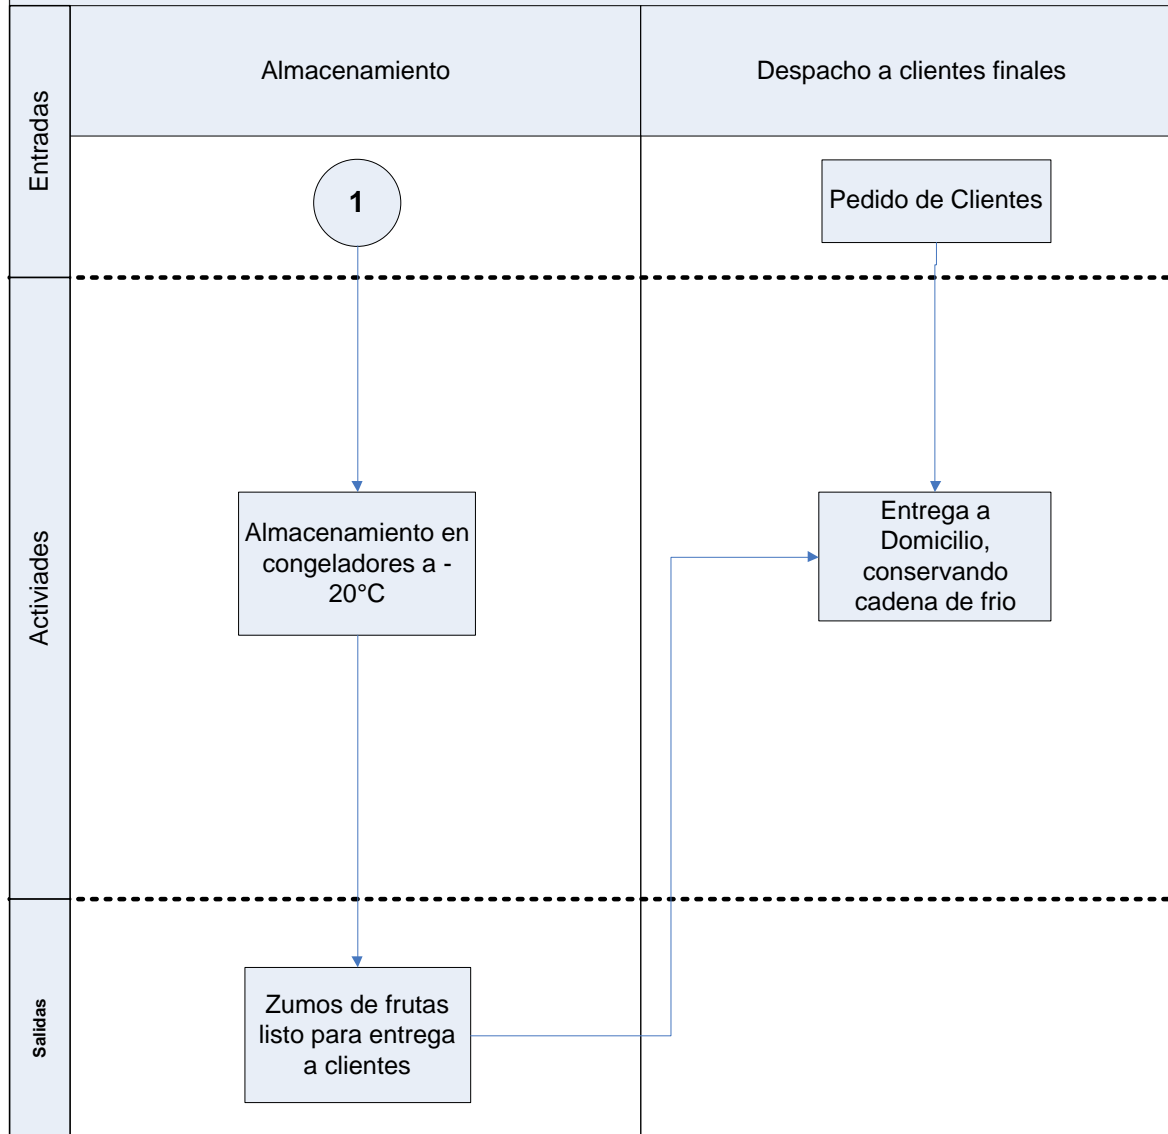 Almacenamiento
Despacho a clientes finales
Entradas
1
Pedido de Clientes
Activiades
Almacenamiento en
congeladores a -
20°C
Entrega a
Domicilio,
conservando
cadena de frio
Salidas
Zumos de frutas
listo para entrega
a clientes